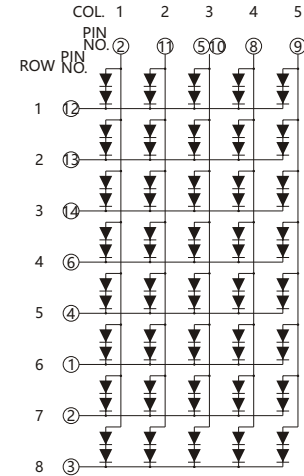 COL. 1 2 3 4 5
PIN
NO. ② ⑪ ⑤⑩ ⑧ ⑨
ROW PIN
NO.
1 ⑫
2 ⑬
3 ⑭
4 ⑥
5 ④
6 ①
7 ②
8 ③